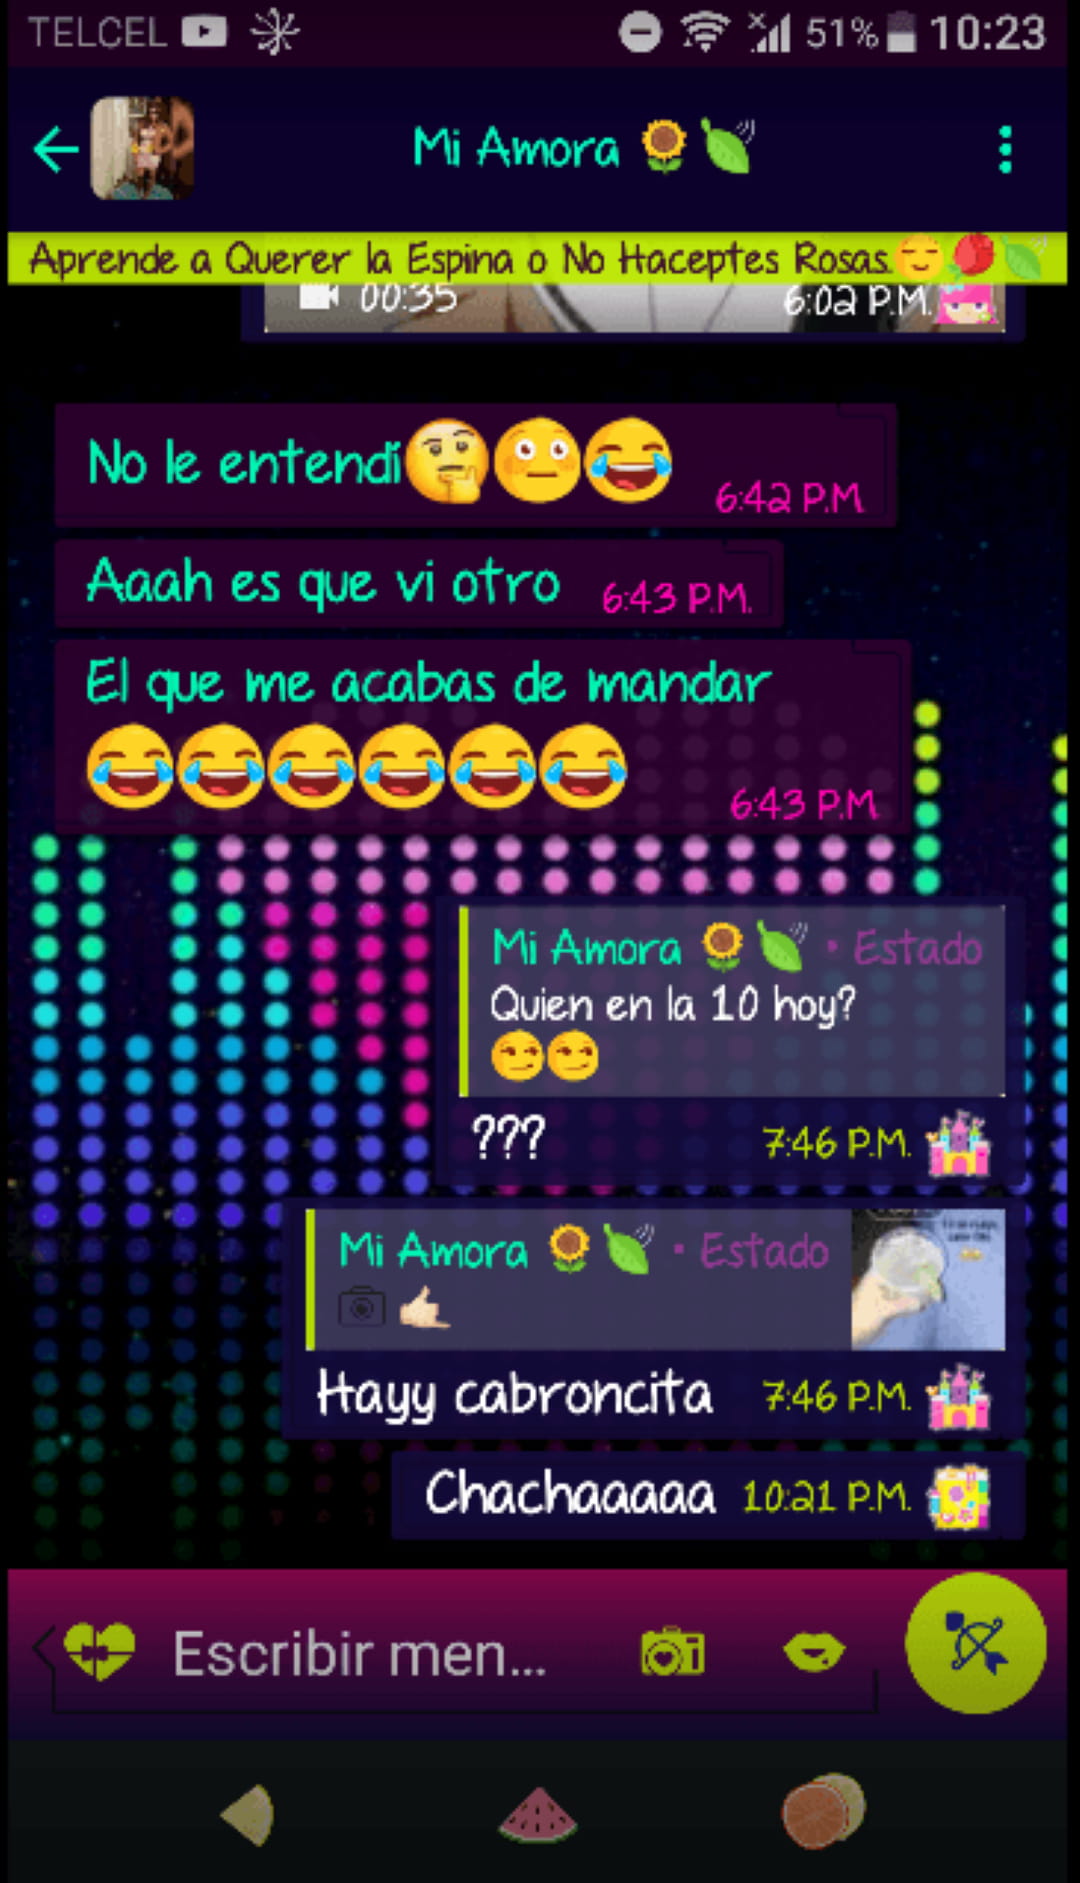 TELCEL 51% 10:23
Mi Amora 🌻🍃
Aprende a Querer la Espina o No Haceptes Rosas.😌🌹🍃
00:35 6:02 P.M.
No le entendí🤔😳😂 6:42 P.M.
Aaah es que vi otro 6:43 P.M.
El que me acabas de mandar
😂😂😂😂😂😂 6:43 P.M.
Mi Amora 🌻🍃 • Estado
Quien en la 10 hoy?
😏😏
??? 7:46 P.M.
Mi Amora 🌻🍃 • Estado
🤙🏻
Hayy cabroncita 7:46 P.M.
Chachaaaaa 10:21 P.M.
Escribir men...